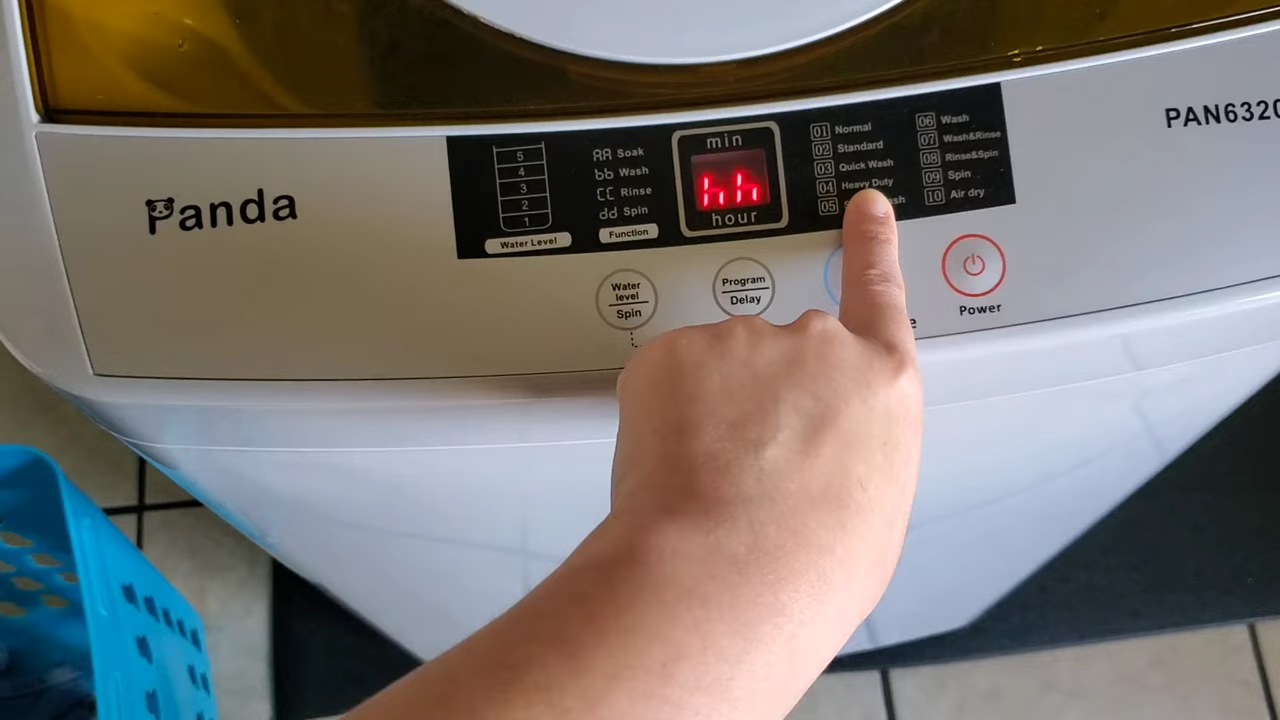 PAN6320
Panda
5
4
3
2
1
Water Level
AA Soak
bb Wash
CC Rinse
dd Spin
Function
min
hh
hour
01 Normal
02 Standard
03 Quick Wash
04 Heavy Duty
05
06 Wash
07 Wash&Rinse
08 Rinse&Spin
09 Spin
10 Air dry
Water
level
Spin
Program
Delay
Power